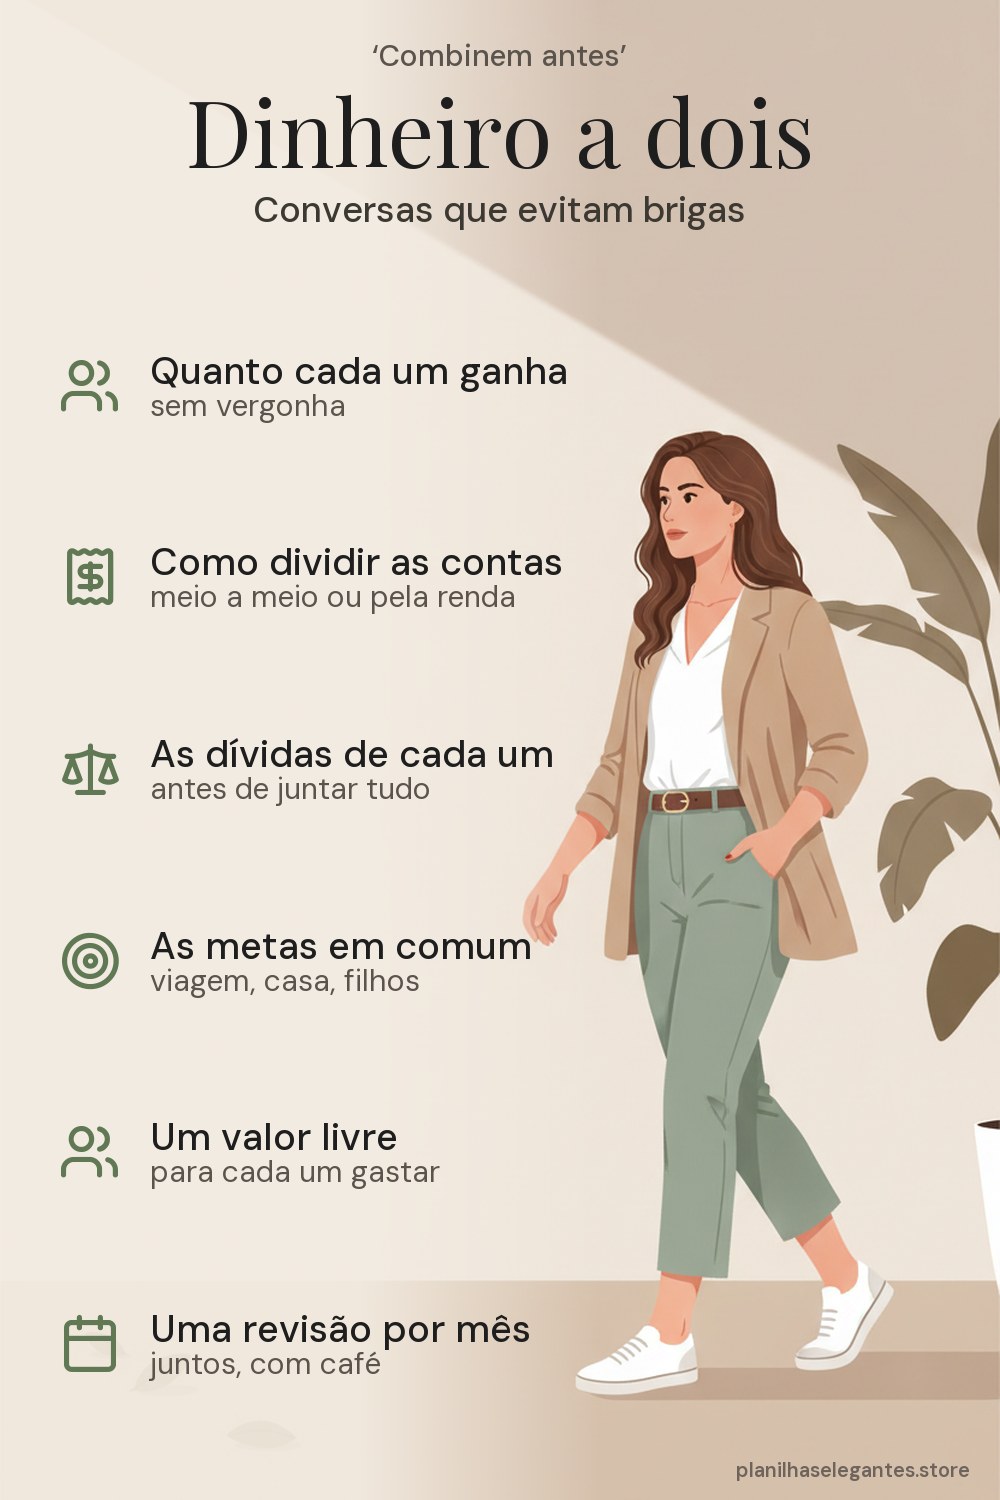 ‘Combinem antes’
Dinheiro a dois
Conversas que evitam brigas
Quanto cada um ganha
sem vergonha
Como dividir as contas
meio a meio ou pela renda
As dívidas de cada um
antes de juntar tudo
As metas em comum
viagem, casa, filhos
Um valor livre
para cada um gastar
Uma revisão por mês
juntos, com café
planilhaselegantes.store